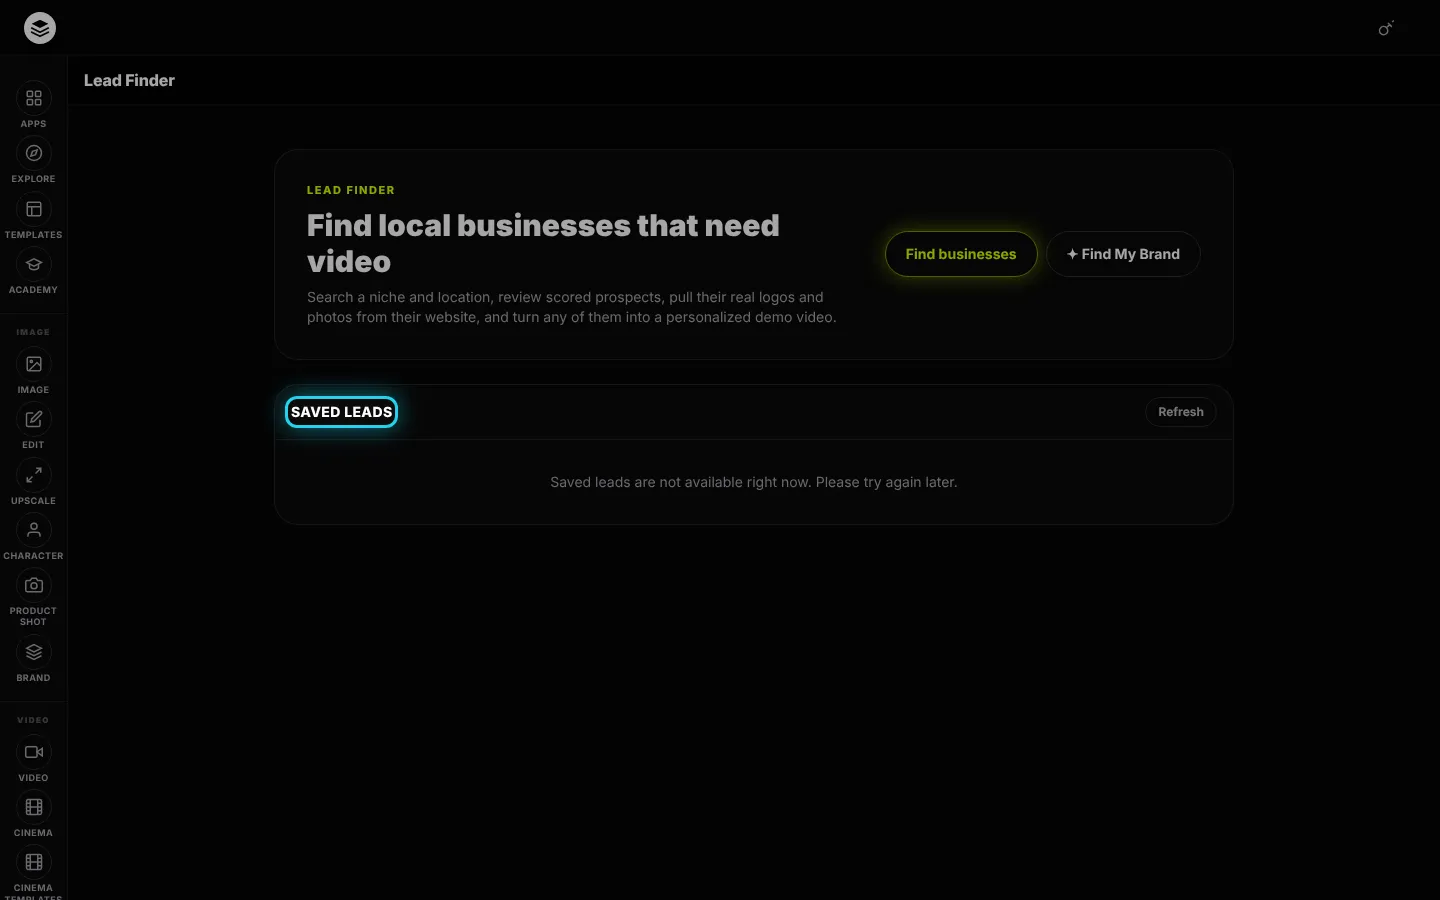 Lead Finder
APPS
EXPLORE
TEMPLATES
ACADEMY
IMAGE
IMAGE
EDIT
UPSCALE
CHARACTER
PRODUCT
SHOT
BRAND
VIDEO
VIDEO
CINEMA
CINEMA
TEMPLATES
LEAD FINDER
Find local businesses that need
video
Search a niche and location, review scored prospects, pull their real logos and
photos from their website, and turn any of them into a personalized demo video.
Find businesses
✦ Find My Brand
SAVED LEADS
Refresh
Saved leads are not available right now. Please try again later.